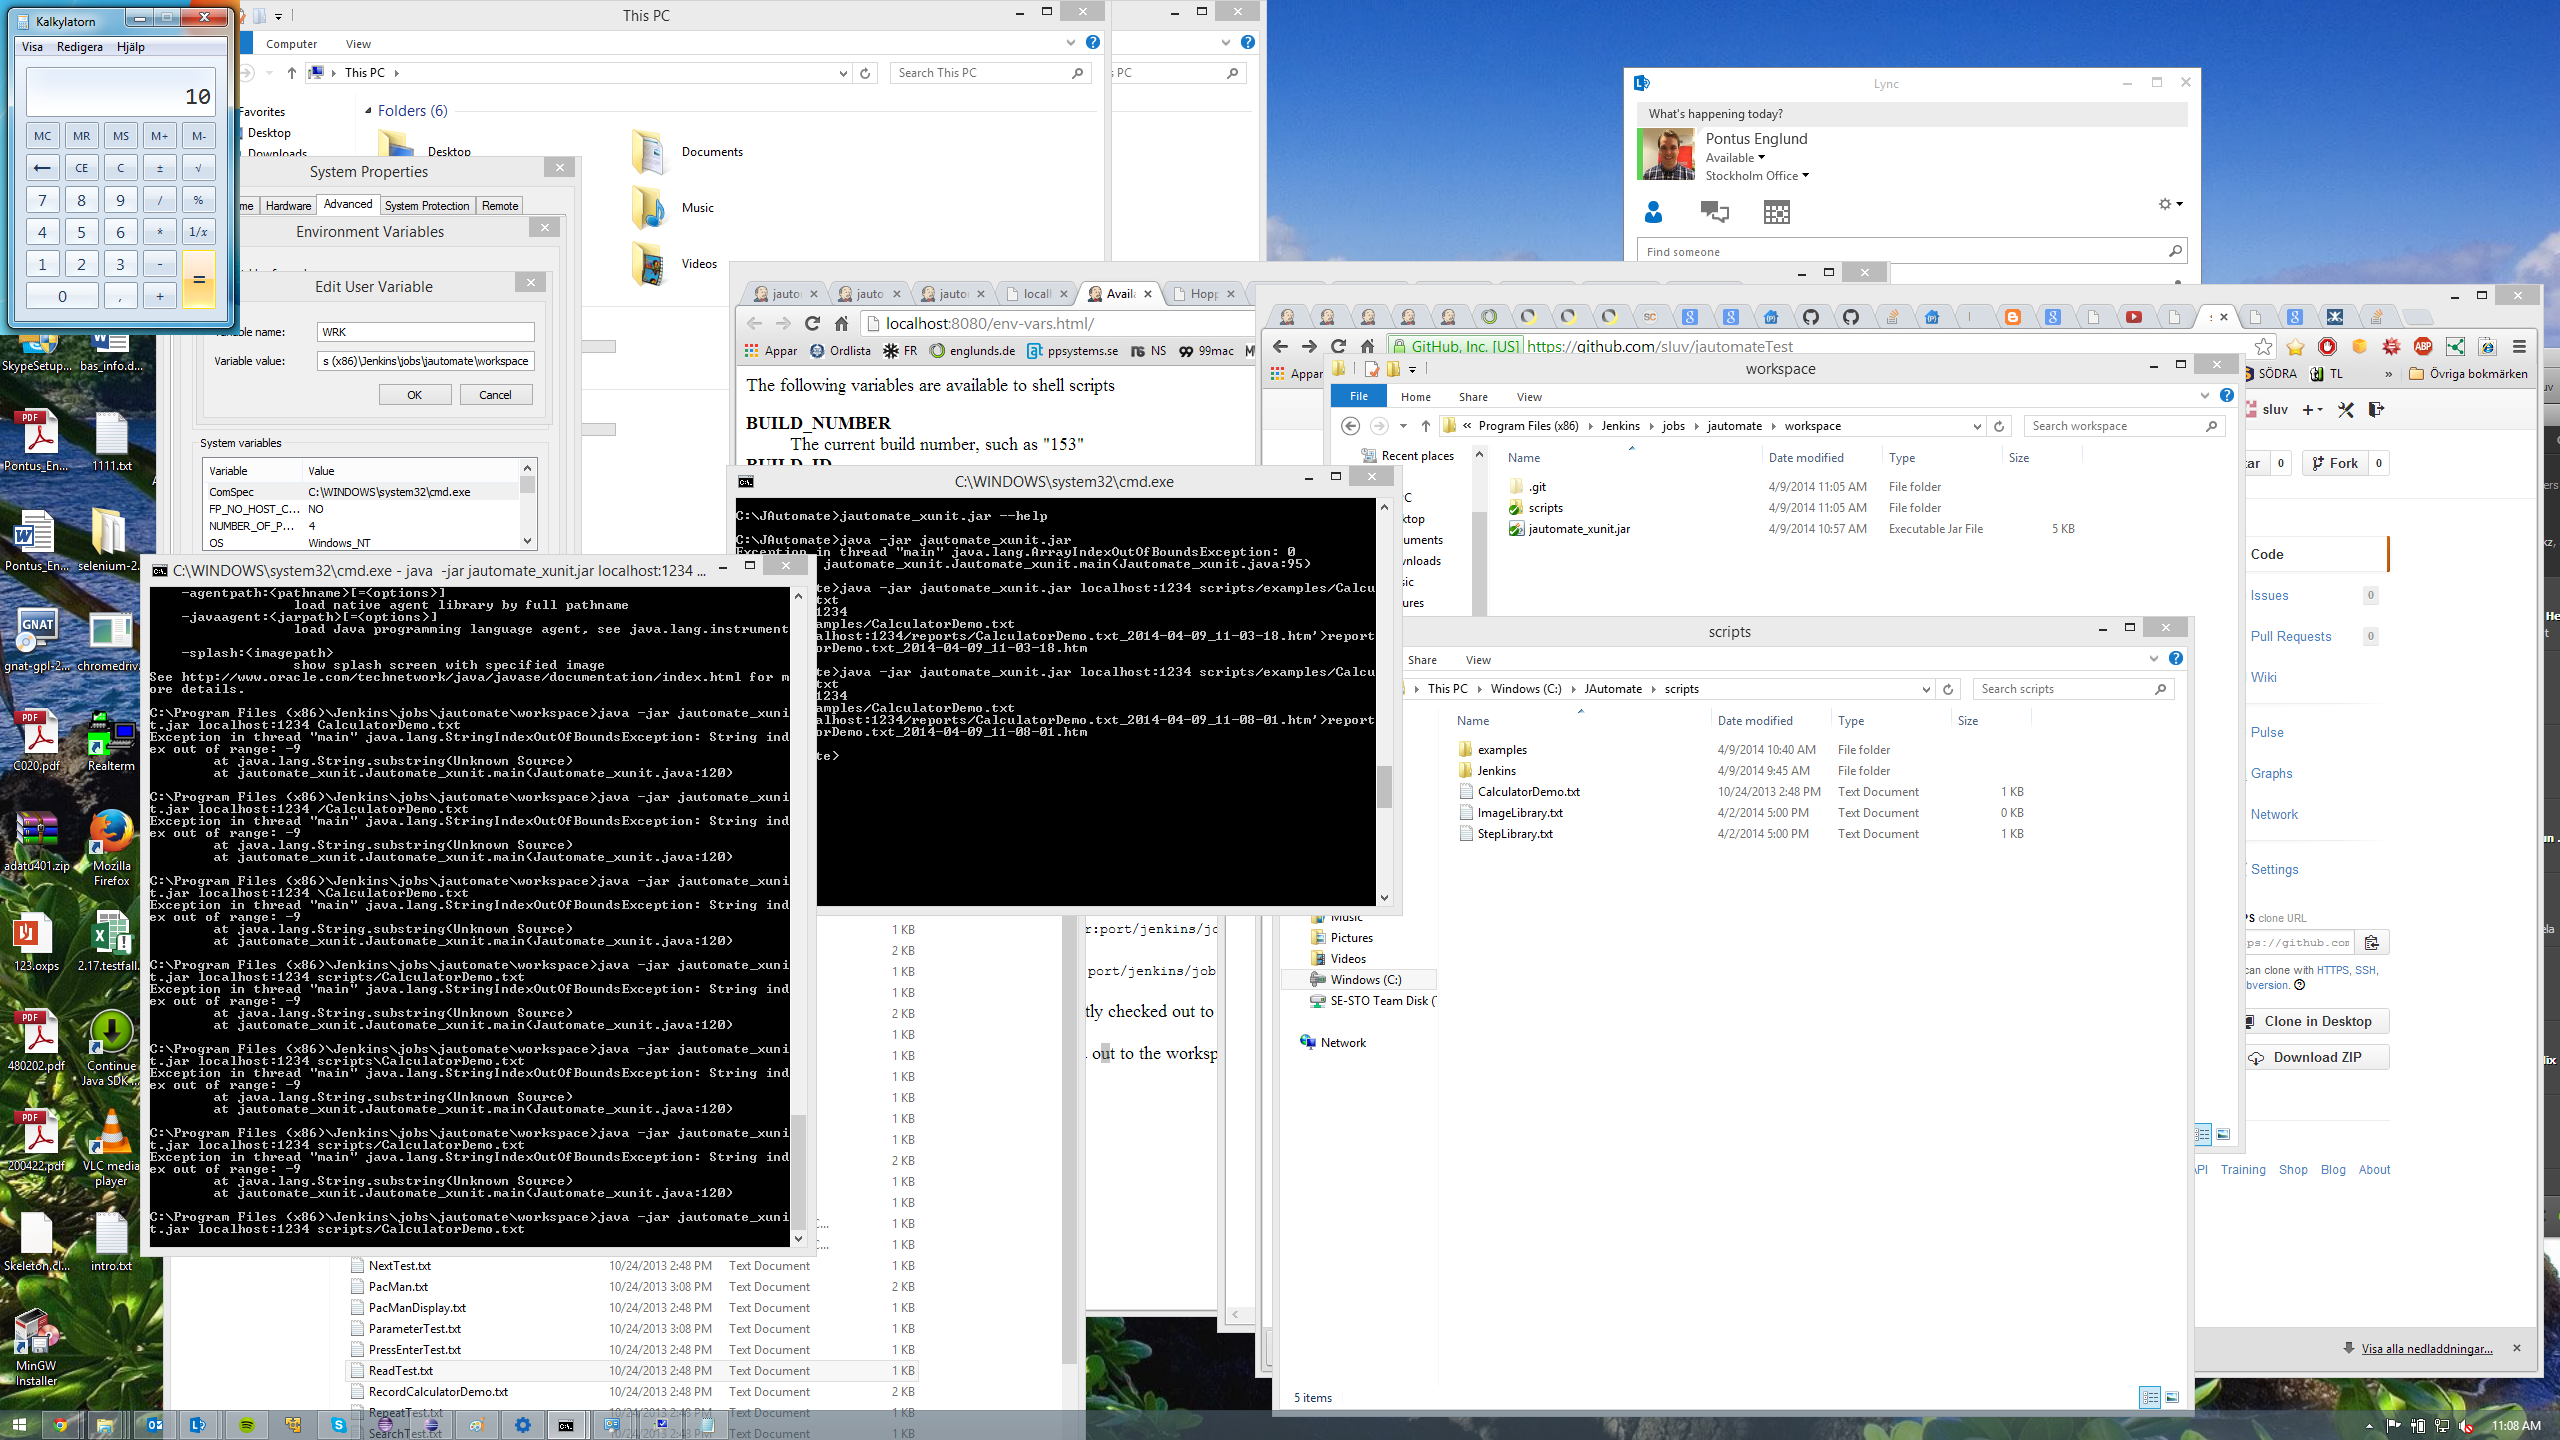 Kalkylatorn
Visa Redigera Hjälp
10
MC MR MS M+ M-
← CE C ± √
7 8 9 / %
4 5 6 * 1/x
1 2 3 - =
0 , +
This PC
Computer View
This PC
Search This PC
Favorites
Desktop
Folders (6)
Desktop
Documents
Music
Videos
System Properties
Hardware Advanced System Protection Remote
Environment Variables
Edit User Variable
WRK
Variable value: s (x86)\Jenkins\jobs\jautomate\workspace
OK Cancel
System variables
Variable Value
ComSpec C:\WINDOWS\system32\cmd.exe
FP_NO_HOST_C... NO
NUMBER_OF_P... 4
OS Windows_NT
Lync
What's happening today?
Pontus Englund
Available
Stockholm Office
Find someone
jauto
jauto
jauto
locall
Availa
Hopp
localhost:8080/env-vars.html/
Appar Ordlista FR englunds.de ppsystems.se NS 99mac
The following variables are available to shell scripts
BUILD_NUMBER
The current build number, such as "153"
BUILD_ID
GitHub, Inc. [US] https://github.com/sluv/jautomateTest
Appar
SÖDRA TL » Övriga bokmärken
sluv
0 Fork 0
Code
Issues 0
Pull Requests 0
Wiki
Pulse
Graphs
Network
Settings
clone URL
can clone with HTTPS, SSH,
Clone in Desktop
Download ZIP
API Training Shop Blog About
Visa alla nedladdningar...
workspace
File Home Share View
« Program Files (x86) Jenkins jobs jautomate workspace
Search workspace
Recent places
Name Date modified Type Size
.git 4/9/2014 11:05 AM File folder
scripts 4/9/2014 11:05 AM File folder
jautomate_xunit.jar 4/9/2014 10:57 AM Executable Jar File 5 KB
C:\WINDOWS\system32\cmd.exe
C:\JAutomate>jautomate_xunit.jar --help
C:\JAutomate>java -jar jautomate_xunit.jar
Exception in thread "main" java.lang.ArrayIndexOutOfBoundsException: 0
jautomate_xunit.Jautomate_xunit.main(Jautomate_xunit.java:95)
te>java -jar jautomate_xunit.jar localhost:1234 scripts/examples/Calcu
txt
1234
amples/CalculatorDemo.txt
alhost:1234/reports/CalculatorDemo.txt_2014-04-09_11-03-18.htm'>report
orDemo.txt_2014-04-09_11-03-18.htm
te>java -jar jautomate_xunit.jar localhost:1234 scripts/examples/Calcu
txt
1234
amples/CalculatorDemo.txt
alhost:1234/reports/CalculatorDemo.txt_2014-04-09_11-08-01.htm'>report
orDemo.txt_2014-04-09_11-08-01.htm
te>
C:\WINDOWS\system32\cmd.exe - java -jar jautomate_xunit.jar localhost:1234 ...
-agentpath:<pathname>[=<options>]
load native agent library by full pathname
-javaagent:<jarpath>[=<options>]
load Java programming language agent, see java.lang.instrument
-splash:<imagepath>
show splash screen with specified image
See http://www.oracle.com/technetwork/java/javase/documentation/index.html for m
ore details.
C:\Program Files (x86)\Jenkins\jobs\jautomate\workspace>java -jar jautomate_xuni
t.jar localhost:1234 CalculatorDemo.txt
Exception in thread "main" java.lang.StringIndexOutOfBoundsException: String ind
ex out of range: -9
at java.lang.String.substring(Unknown Source)
at jautomate_xunit.Jautomate_xunit.main(Jautomate_xunit.java:120)
C:\Program Files (x86)\Jenkins\jobs\jautomate\workspace>java -jar jautomate_xuni
t.jar localhost:1234 /CalculatorDemo.txt
Exception in thread "main" java.lang.StringIndexOutOfBoundsException: String ind
ex out of range: -9
at java.lang.String.substring(Unknown Source)
at jautomate_xunit.Jautomate_xunit.main(Jautomate_xunit.java:120)
C:\Program Files (x86)\Jenkins\jobs\jautomate\workspace>java -jar jautomate_xuni
t.jar localhost:1234 \CalculatorDemo.txt
Exception in thread "main" java.lang.StringIndexOutOfBoundsException: String ind
ex out of range: -9
at java.lang.String.substring(Unknown Source)
at jautomate_xunit.Jautomate_xunit.main(Jautomate_xunit.java:120)
C:\Program Files (x86)\Jenkins\jobs\jautomate\workspace>java -jar jautomate_xuni
t.jar localhost:1234 scripts/CalculatorDemo.txt
Exception in thread "main" java.lang.StringIndexOutOfBoundsException: String ind
ex out of range: -9
at java.lang.String.substring(Unknown Source)
at jautomate_xunit.Jautomate_xunit.main(Jautomate_xunit.java:120)
C:\Program Files (x86)\Jenkins\jobs\jautomate\workspace>java -jar jautomate_xuni
t.jar localhost:1234 scripts\CalculatorDemo.txt
Exception in thread "main" java.lang.StringIndexOutOfBoundsException: String ind
ex out of range: -9
at java.lang.String.substring(Unknown Source)
at jautomate_xunit.Jautomate_xunit.main(Jautomate_xunit.java:120)
C:\Program Files (x86)\Jenkins\jobs\jautomate\workspace>java -jar jautomate_xuni
t.jar localhost:1234 scripts/CalculatorDemo.txt
Exception in thread "main" java.lang.StringIndexOutOfBoundsException: String ind
ex out of range: -9
at java.lang.String.substring(Unknown Source)
at jautomate_xunit.Jautomate_xunit.main(Jautomate_xunit.java:120)
C:\Program Files (x86)\Jenkins\jobs\jautomate\workspace>java -jar jautomate_xuni
t.jar localhost:1234 scripts/CalculatorDemo.txt
scripts
Share View
This PC Windows (C:) JAutomate scripts
Search scripts
Name Date modified Type Size
examples 4/9/2014 10:40 AM File folder
Jenkins 4/9/2014 9:45 AM File folder
CalculatorDemo.txt 10/24/2013 2:48 PM Text Document 1 KB
ImageLibrary.txt 4/2/2014 5:00 PM Text Document 0 KB
StepLibrary.txt 4/2/2014 5:00 PM Text Document 1 KB
Music
Pictures
Videos
Windows (C:)
SE-STO Team Disk (
Network
5 items
r:port/jenkins/jo
port/jenkins/job
tly checked out to
out to the worksp
NextTest.txt 10/24/2013 2:48 PM Text Document 1 KB
PacMan.txt 10/24/2013 3:08 PM Text Document 2 KB
PacManDisplay.txt 10/24/2013 2:48 PM Text Document 1 KB
ParameterTest.txt 10/24/2013 3:08 PM Text Document 1 KB
PressEnterTest.txt 10/24/2013 2:48 PM Text Document 1 KB
ReadTest.txt 10/24/2013 2:48 PM Text Document 1 KB
RecordCalculatorDemo.txt 10/24/2013 2:48 PM Text Document 2 KB
RepeatTest.txt 10/24/2013 2:48 PM Text Document 1 KB
SearchTest.txt
SkypeSetup... bas_info.d...
Pontus_En... 1111.txt
Pontus_En... selenium-2...
gnat-gpl-2... chromedriv...
C020.pdf Realterm
adatu401.zip Mozilla Firefox
123.oxps 2.17.testfall...
480202.pdf Continue Java SDK ...
200422.pdf VLC media player
Skeleton.cl... intro.txt
MinGW Installer
11:08 AM